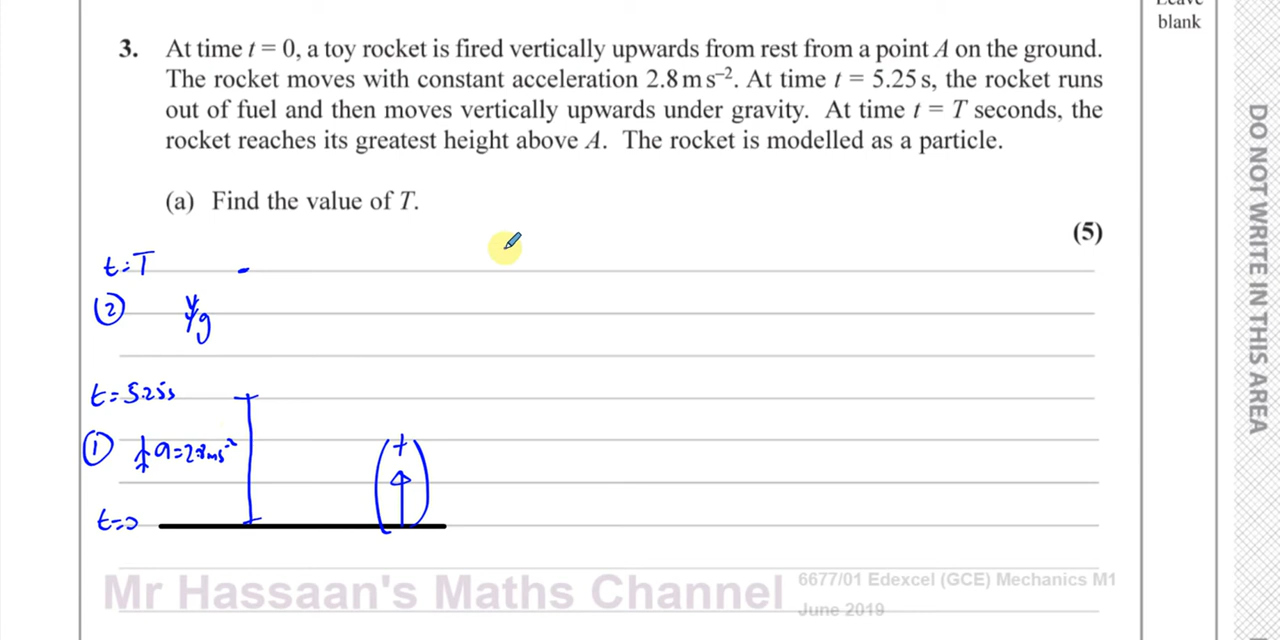 Leave
blank
3. At time t = 0, a toy rocket is fired vertically upwards from rest from a point A on the ground.
The rocket moves with constant acceleration 2.8 m s⁻². At time t = 5.25 s, the rocket runs
out of fuel and then moves vertically upwards under gravity. At time t = T seconds, the
rocket reaches its greatest height above A. The rocket is modelled as a particle.
(a) Find the value of T.
(5)
t=T
② g
t=5.25s
① a=2.8ms⁻²
+
t=0
Mr Hassaan's Maths Channel
6677/01 Edexcel (GCE) Mechanics M1
June 2019
DO NOT WRITE IN THIS AREA